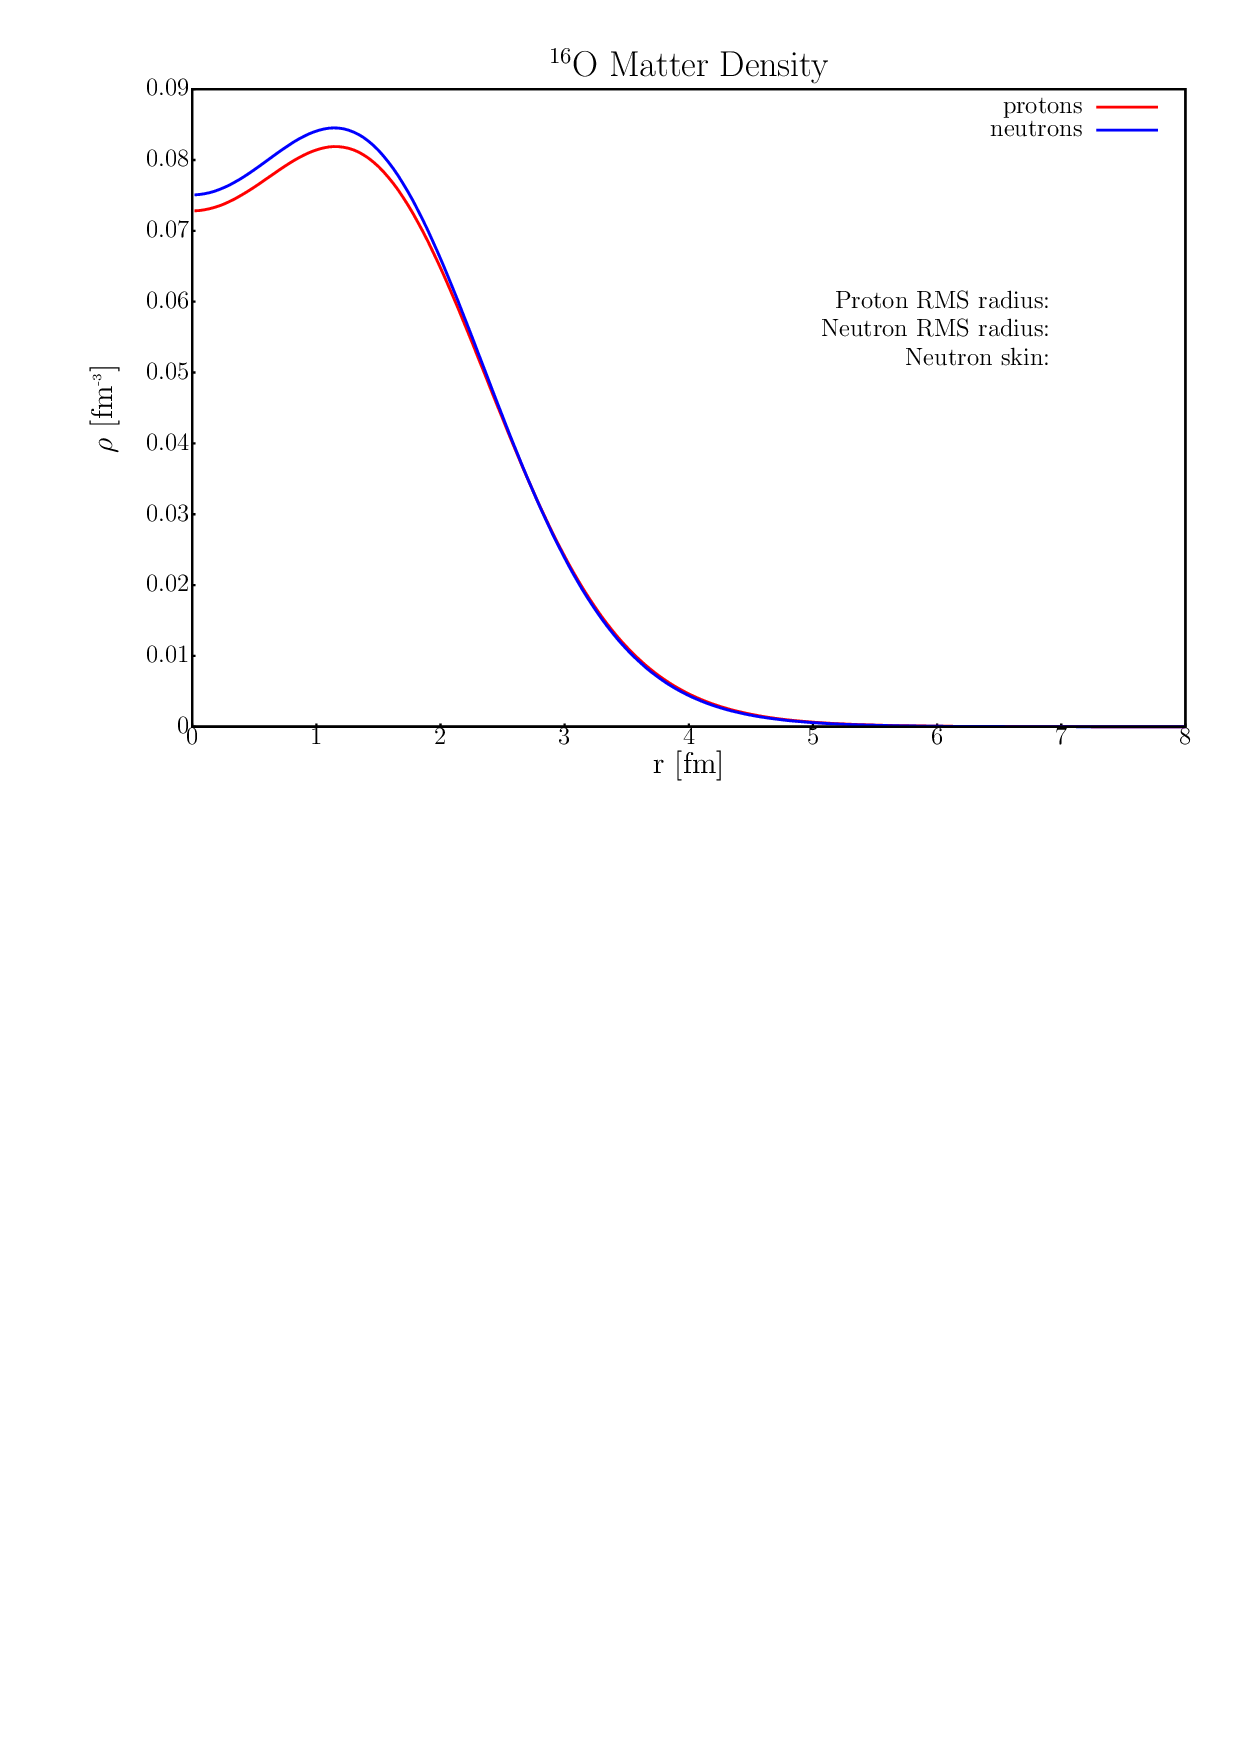 ¹⁶O Matter Density
protons
neutrons
Proton RMS radius:
Neutron RMS radius:
Neutron skin:
ρ [fm⁻³]
0.09
0.08
0.07
0.06
0.05
0.04
0.03
0.02
0.01
0
0 1 2 3 4 5 6 7 8
r [fm]